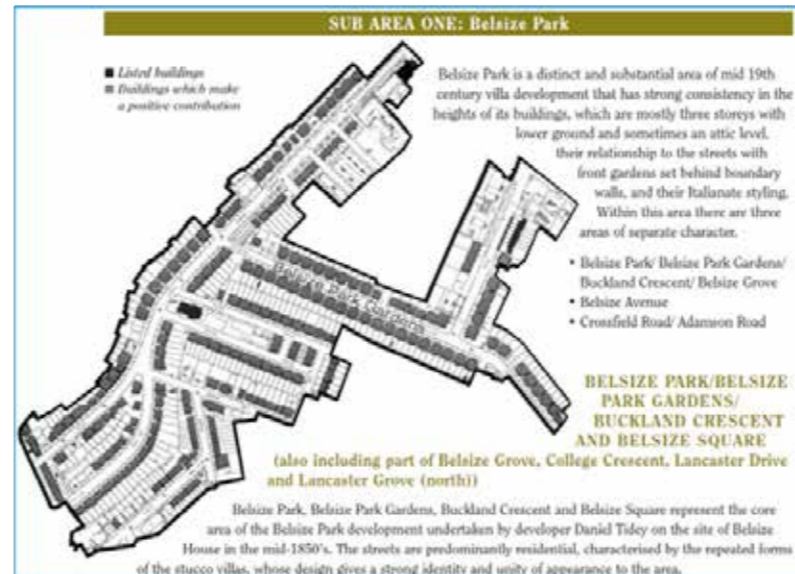 SUB AREA ONE: Belsize Park
Listed buildings
Buildings which make
a positive contribution
Belsize Park is a distinct and substantial area of mid 19th
century villa development that has strong consistency in the
heights of its buildings, which are mostly three storeys with
lower ground and sometimes an attic level,
their relationship to the streets with
front gardens set behind boundary
walls, and their Italianate styling.
Within this area there are three
areas of separate character.
• Belsize Park/ Belsize Park Gardens/
Buckland Crescent/ Belsize Grove
• Belsize Avenue
• Crossfield Road/ Adamson Road
Belsize Park Gardens
BELSIZE PARK/BELSIZE
PARK GARDENS/
BUCKLAND CRESCENT
AND BELSIZE SQUARE
(also including part of Belsize Grove, College Crescent, Lancaster Drive
and Lancaster Grove (north))
Belsize Park, Belsize Park Gardens, Buckland Crescent and Belsize Square represent the core
area of the Belsize Park development undertaken by developer Daniel Tidey on the site of Belsize
House in the mid-1850's. The streets are predominantly residential, characterised by the repeated forms
of the stucco villas, whose design gives a strong identity and unity of appearance to the area.